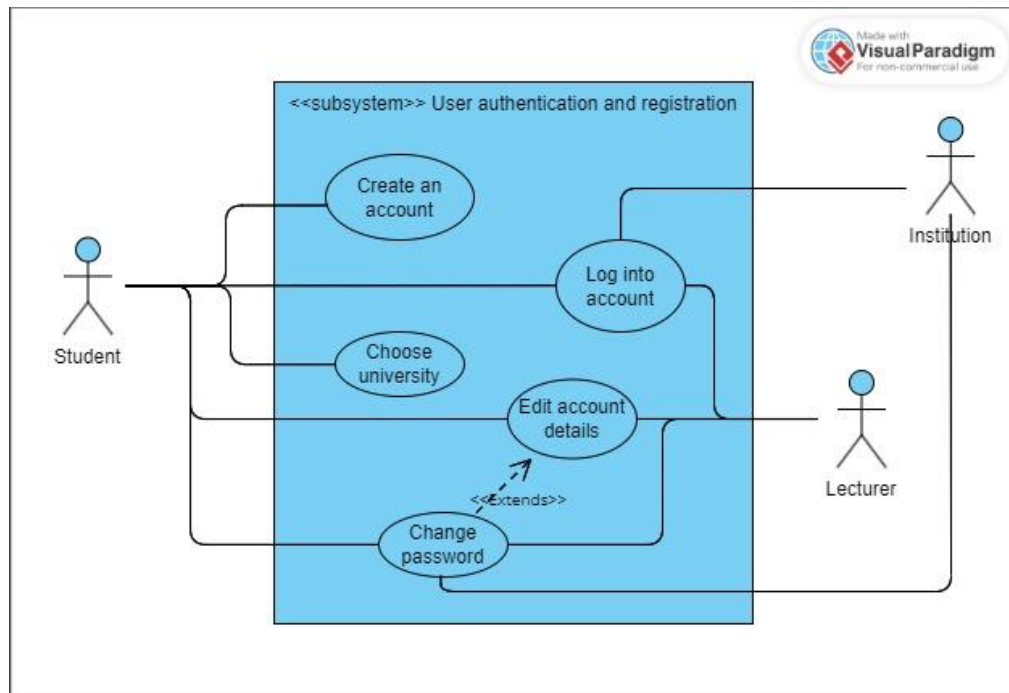 Made with
Visual Paradigm
For non-commercial use
<<subsystem>> User authentication and registration
Create an
account
Institution
Log into
account
Student
Choose
university
Edit account
details
Lecturer
<<Extends>>
Change
password